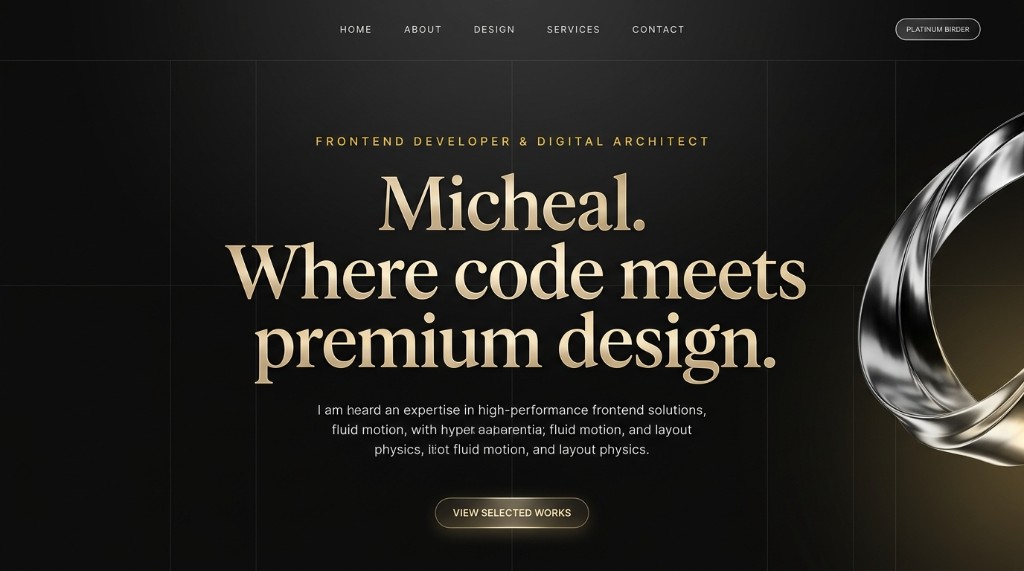 HOME ABOUT DESIGN SERVICES CONTACT PLATINUM BIRDER
FRONTEND DEVELOPER & DIGITAL ARCHITECT
Micheal.
Where code meets
premium design.
I am heard an expertise in high-performance frontend solutions,
fluid motion, with hyper aaparentia; fluid motion, and layout
physics, fluid motion, and layout physics.
VIEW SELECTED WORKS